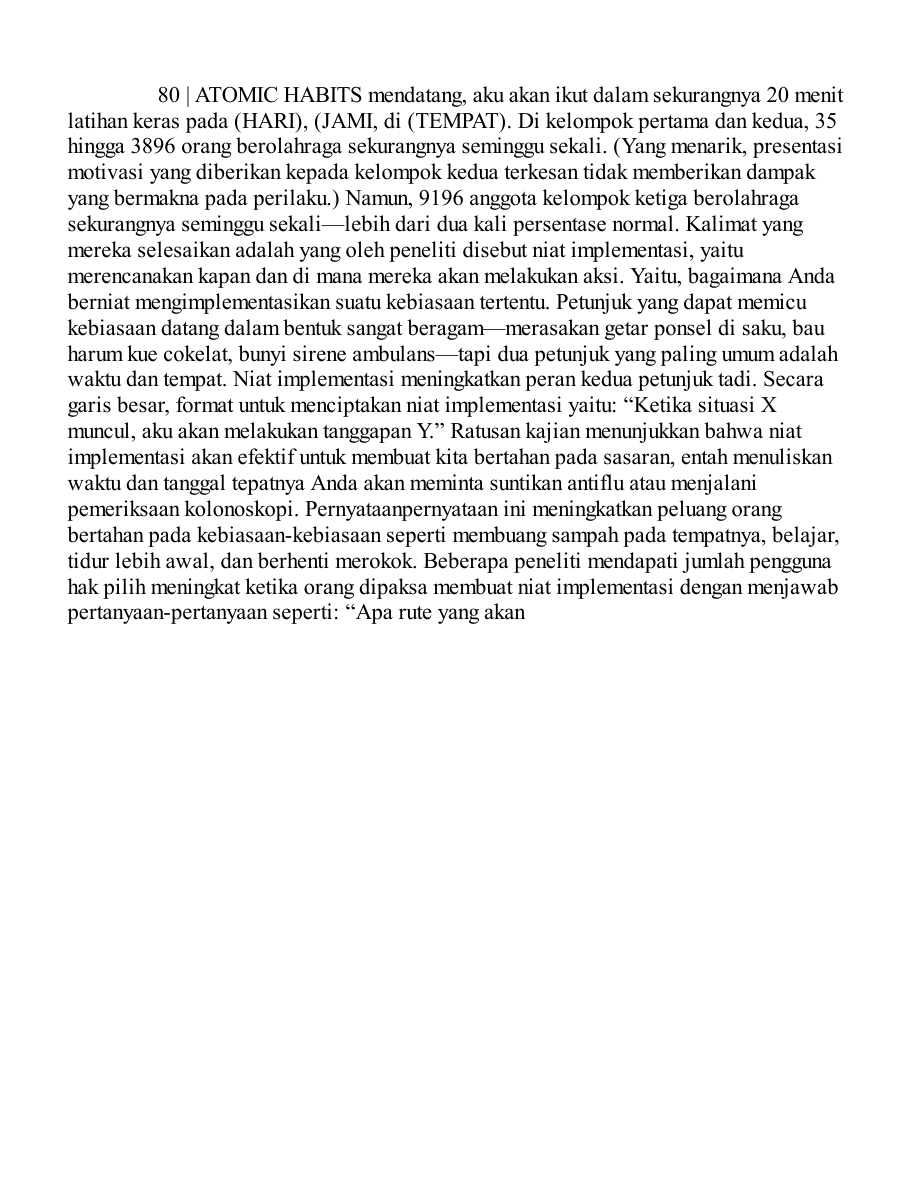 80 | ATOMIC HABITS mendatang, aku akan ikut dalam sekurangnya 20 menit
latihan keras pada (HARI), (JAMI, di (TEMPAT). Di kelompok pertama dan kedua, 35
hingga 3896 orang berolahraga sekurangnya seminggu sekali. (Yang menarik, presentasi
motivasi yang diberikan kepada kelompok kedua terkesan tidak memberikan dampak
yang bermakna pada perilaku.) Namun, 9196 anggota kelompok ketiga berolahraga
sekurangnya seminggu sekali—lebih dari dua kali persentase normal. Kalimat yang
mereka selesaikan adalah yang oleh peneliti disebut niat implementasi, yaitu
merencanakan kapan dan di mana mereka akan melakukan aksi. Yaitu, bagaimana Anda
berniat mengimplementasikan suatu kebiasaan tertentu. Petunjuk yang dapat memicu
kebiasaan datang dalam bentuk sangat beragam—merasakan getar ponsel di saku, bau
harum kue cokelat, bunyi sirene ambulans—tapi dua petunjuk yang paling umum adalah
waktu dan tempat. Niat implementasi meningkatkan peran kedua petunjuk tadi. Secara
garis besar, format untuk menciptakan niat implementasi yaitu: “Ketika situasi X
muncul, aku akan melakukan tanggapan Y.” Ratusan kajian menunjukkan bahwa niat
implementasi akan efektif untuk membuat kita bertahan pada sasaran, entah menuliskan
waktu dan tanggal tepatnya Anda akan meminta suntikan antiflu atau menjalani
pemeriksaan kolonoskopi. Pernyataanpernyataan ini meningkatkan peluang orang
bertahan pada kebiasaan-kebiasaan seperti membuang sampah pada tempatnya, belajar,
tidur lebih awal, dan berhenti merokok. Beberapa peneliti mendapati jumlah pengguna
hak pilih meningkat ketika orang dipaksa membuat niat implementasi dengan menjawab
pertanyaan-pertanyaan seperti: “Apa rute yang akan